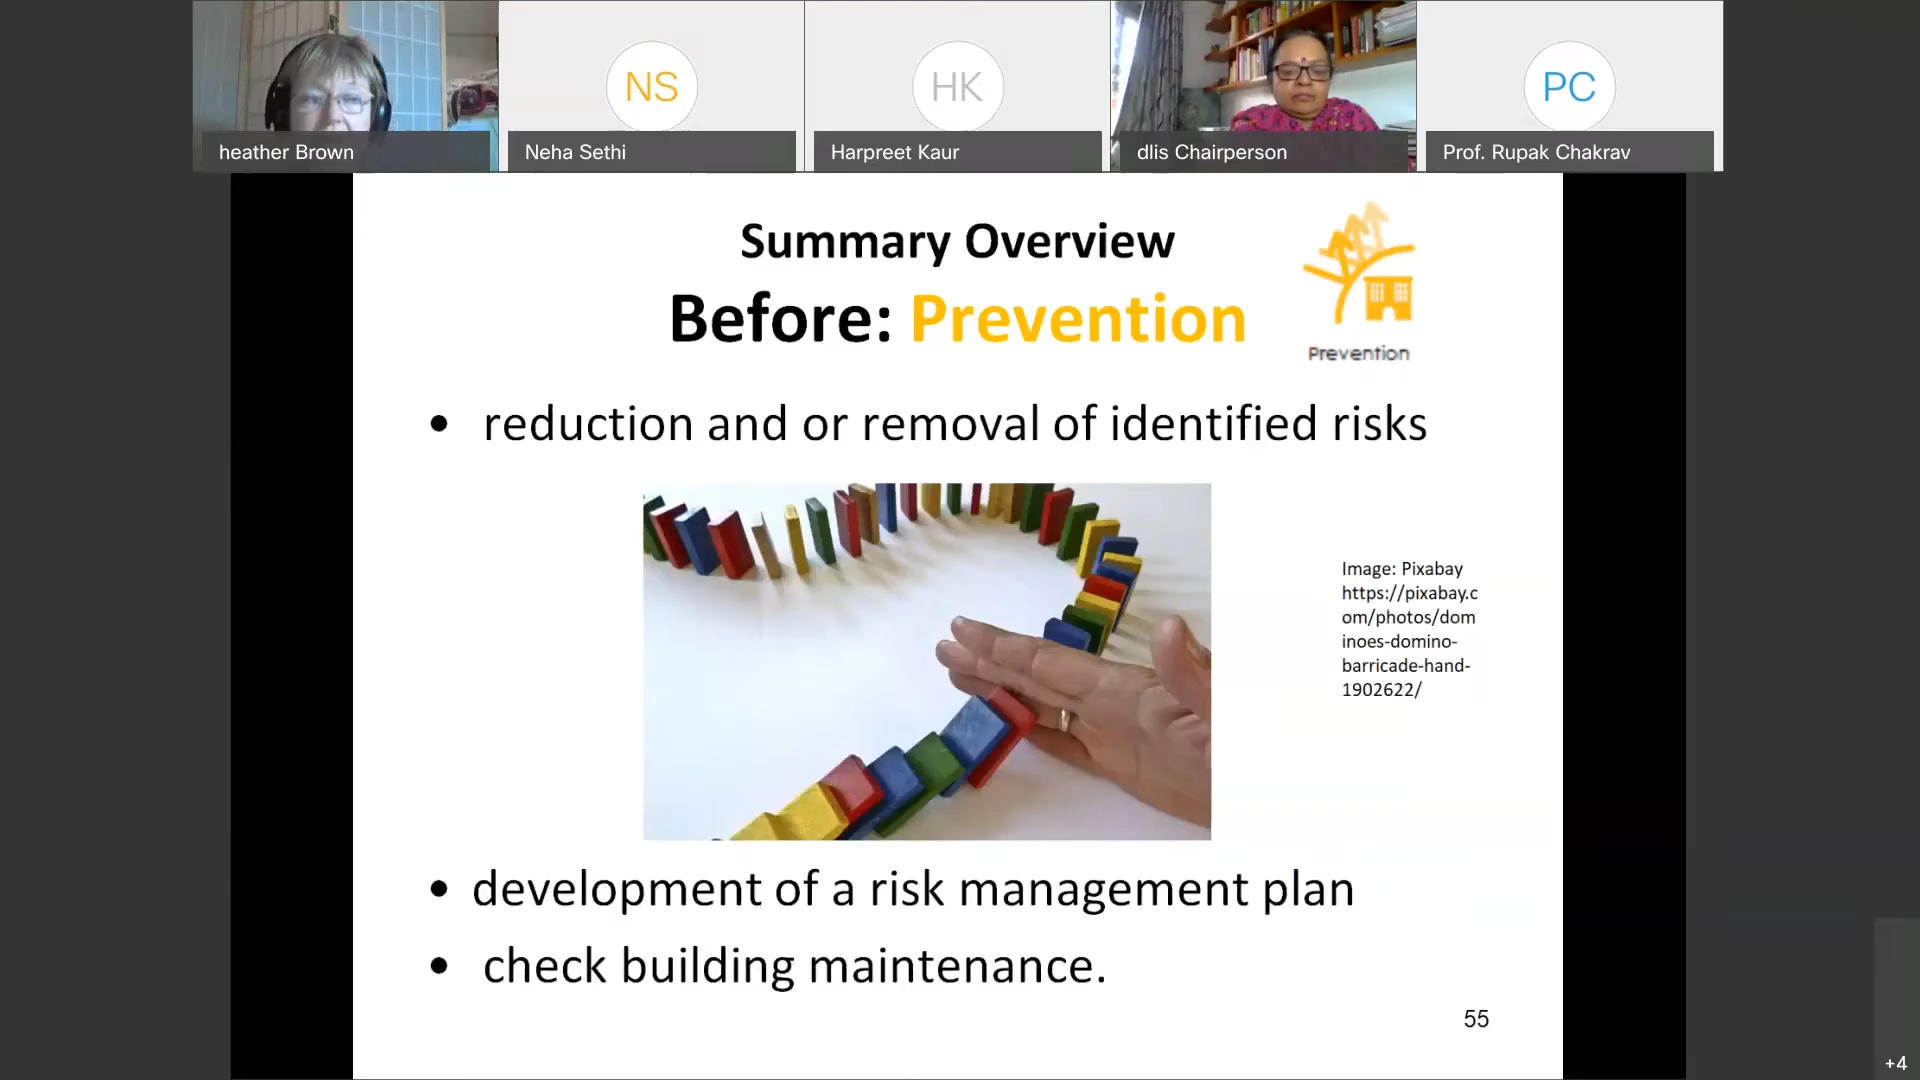 NS
HK
PC
heather Brown
Neha Sethi
Harpreet Kaur
dlis Chairperson
Prof. Rupak Chakrav
Summary Overview
Before: Prevention
Prevention
• reduction and or removal of identified risks
Image: Pixabay
https://pixabay.c
om/photos/dom
inoes-domino-
barricade-hand-
1902622/
• development of a risk management plan
• check building maintenance.
55
+4